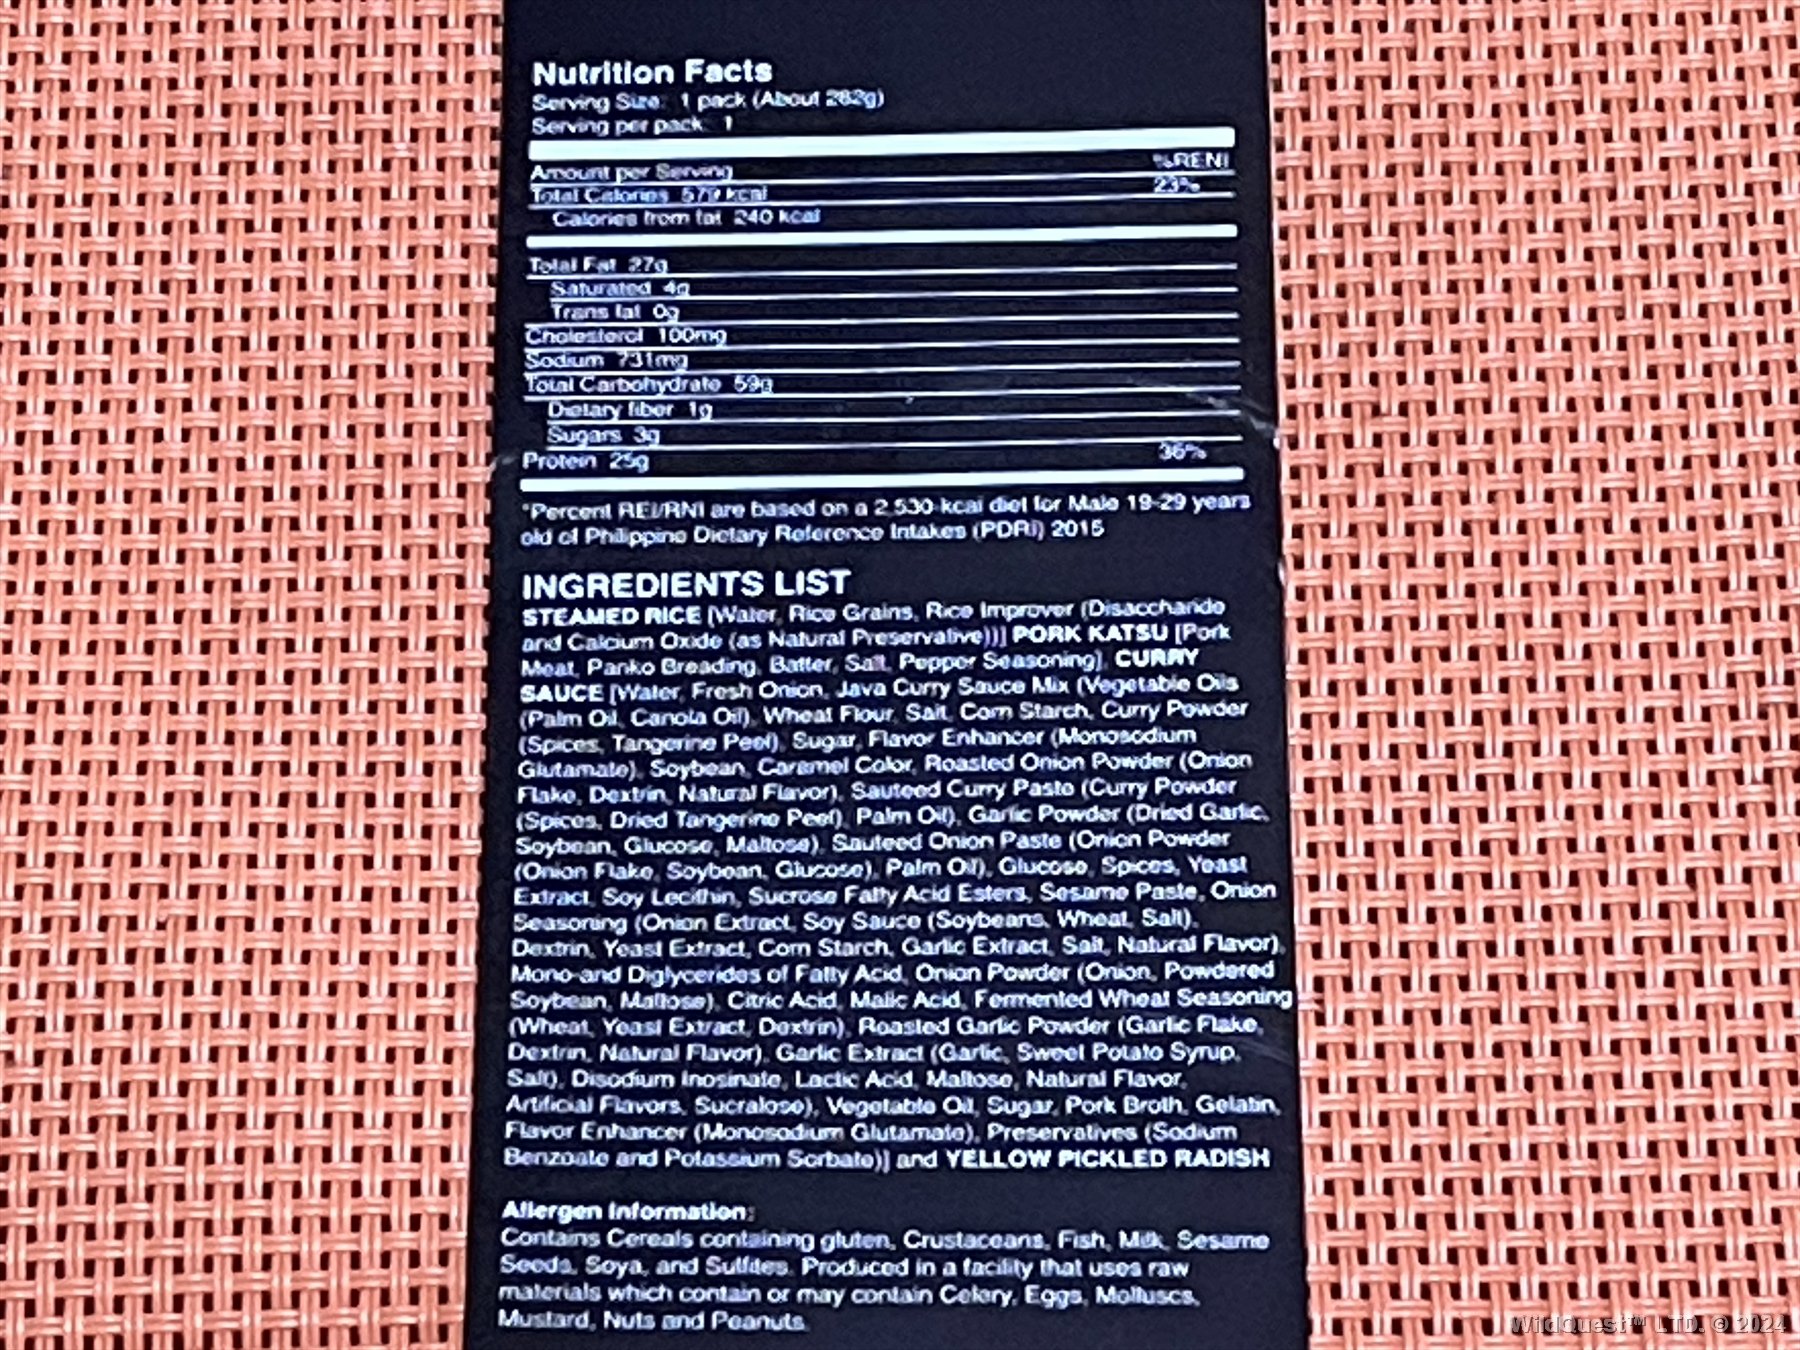 Nutrition Facts
Serving Size: 1 pack (About 282g)
Serving per pack: 1
%RENI
Amount per Serving
Total Calories 579 kcal 23%
Calories from fat 240 kcal
Total Fat 27g
Saturated 4g
Trans fat 0g
Cholesterol 100mg
Sodium 731mg
Total Carbohydrate 59g
Dietary fiber 1g
Sugars 3g
Protein 25g 36%
*Percent REI/RNI are based on a 2,530-kcal diet for Male 19-29 years
old of Philippine Dietary Reference Intakes (PDRI) 2015
INGREDIENTS LIST
STEAMED RICE [Water, Rice Grains, Rice Improver (Disaccharide
and Calcium Oxide (as Natural Preservative))] PORK KATSU [Pork
Meat, Panko Breading, Batter, Salt, Pepper Seasoning], CURRY
SAUCE [Water, Fresh Onion, Java Curry Sauce Mix (Vegetable Oils
(Palm Oil, Canola Oil), Wheat Flour, Salt, Corn Starch, Curry Powder
(Spices, Tangerine Peel), Sugar, Flavor Enhancer (Monosodium
Glutamate), Soybean, Caramel Color, Roasted Onion Powder (Onion
Flake, Dextrin, Natural Flavor), Sauteed Curry Paste (Curry Powder
(Spices, Dried Tangerine Peel), Palm Oil), Garlic Powder (Dried Garlic,
Soybean, Glucose, Maltose), Sauteed Onion Paste (Onion Powder
(Onion Flake, Soybean, Glucose), Palm Oil), Glucose, Spices, Yeast
Extract, Soy Lecithin, Sucrose Fatty Acid Esters, Sesame Paste, Onion
Seasoning (Onion Extract, Soy Sauce (Soybeans, Wheat, Salt),
Dextrin, Yeast Extract, Corn Starch, Garlic Extract, Salt, Natural Flavor),
Mono-and Diglycerides of Fatty Acid, Onion Powder (Onion, Powdered
Soybean, Maltose), Citric Acid, Malic Acid, Fermented Wheat Seasoning
(Wheat, Yeast Extract, Dextrin), Roasted Garlic Powder (Garlic Flake,
Dextrin, Natural Flavor), Garlic Extract (Garlic, Sweet Potato Syrup,
Salt), Disodium Inosinate, Lactic Acid, Maltose, Natural Flavor,
Artificial Flavors, Sucralose), Vegetable Oil, Sugar, Pork Broth, Gelatin,
Flavor Enhancer (Monosodium Glutamate), Preservatives (Sodium
Benzoate and Potassium Sorbate)] and YELLOW PICKLED RADISH
Allergen Information:
Contains Cereals containing gluten, Crustaceans, Fish, Milk, Sesame
Seeds, Soya, and Sulfites. Produced in a facility that uses raw
materials which contain or may contain Celery, Eggs, Molluscs,
Mustard, Nuts and Peanuts.
WildQuest™ LTD. © 2024